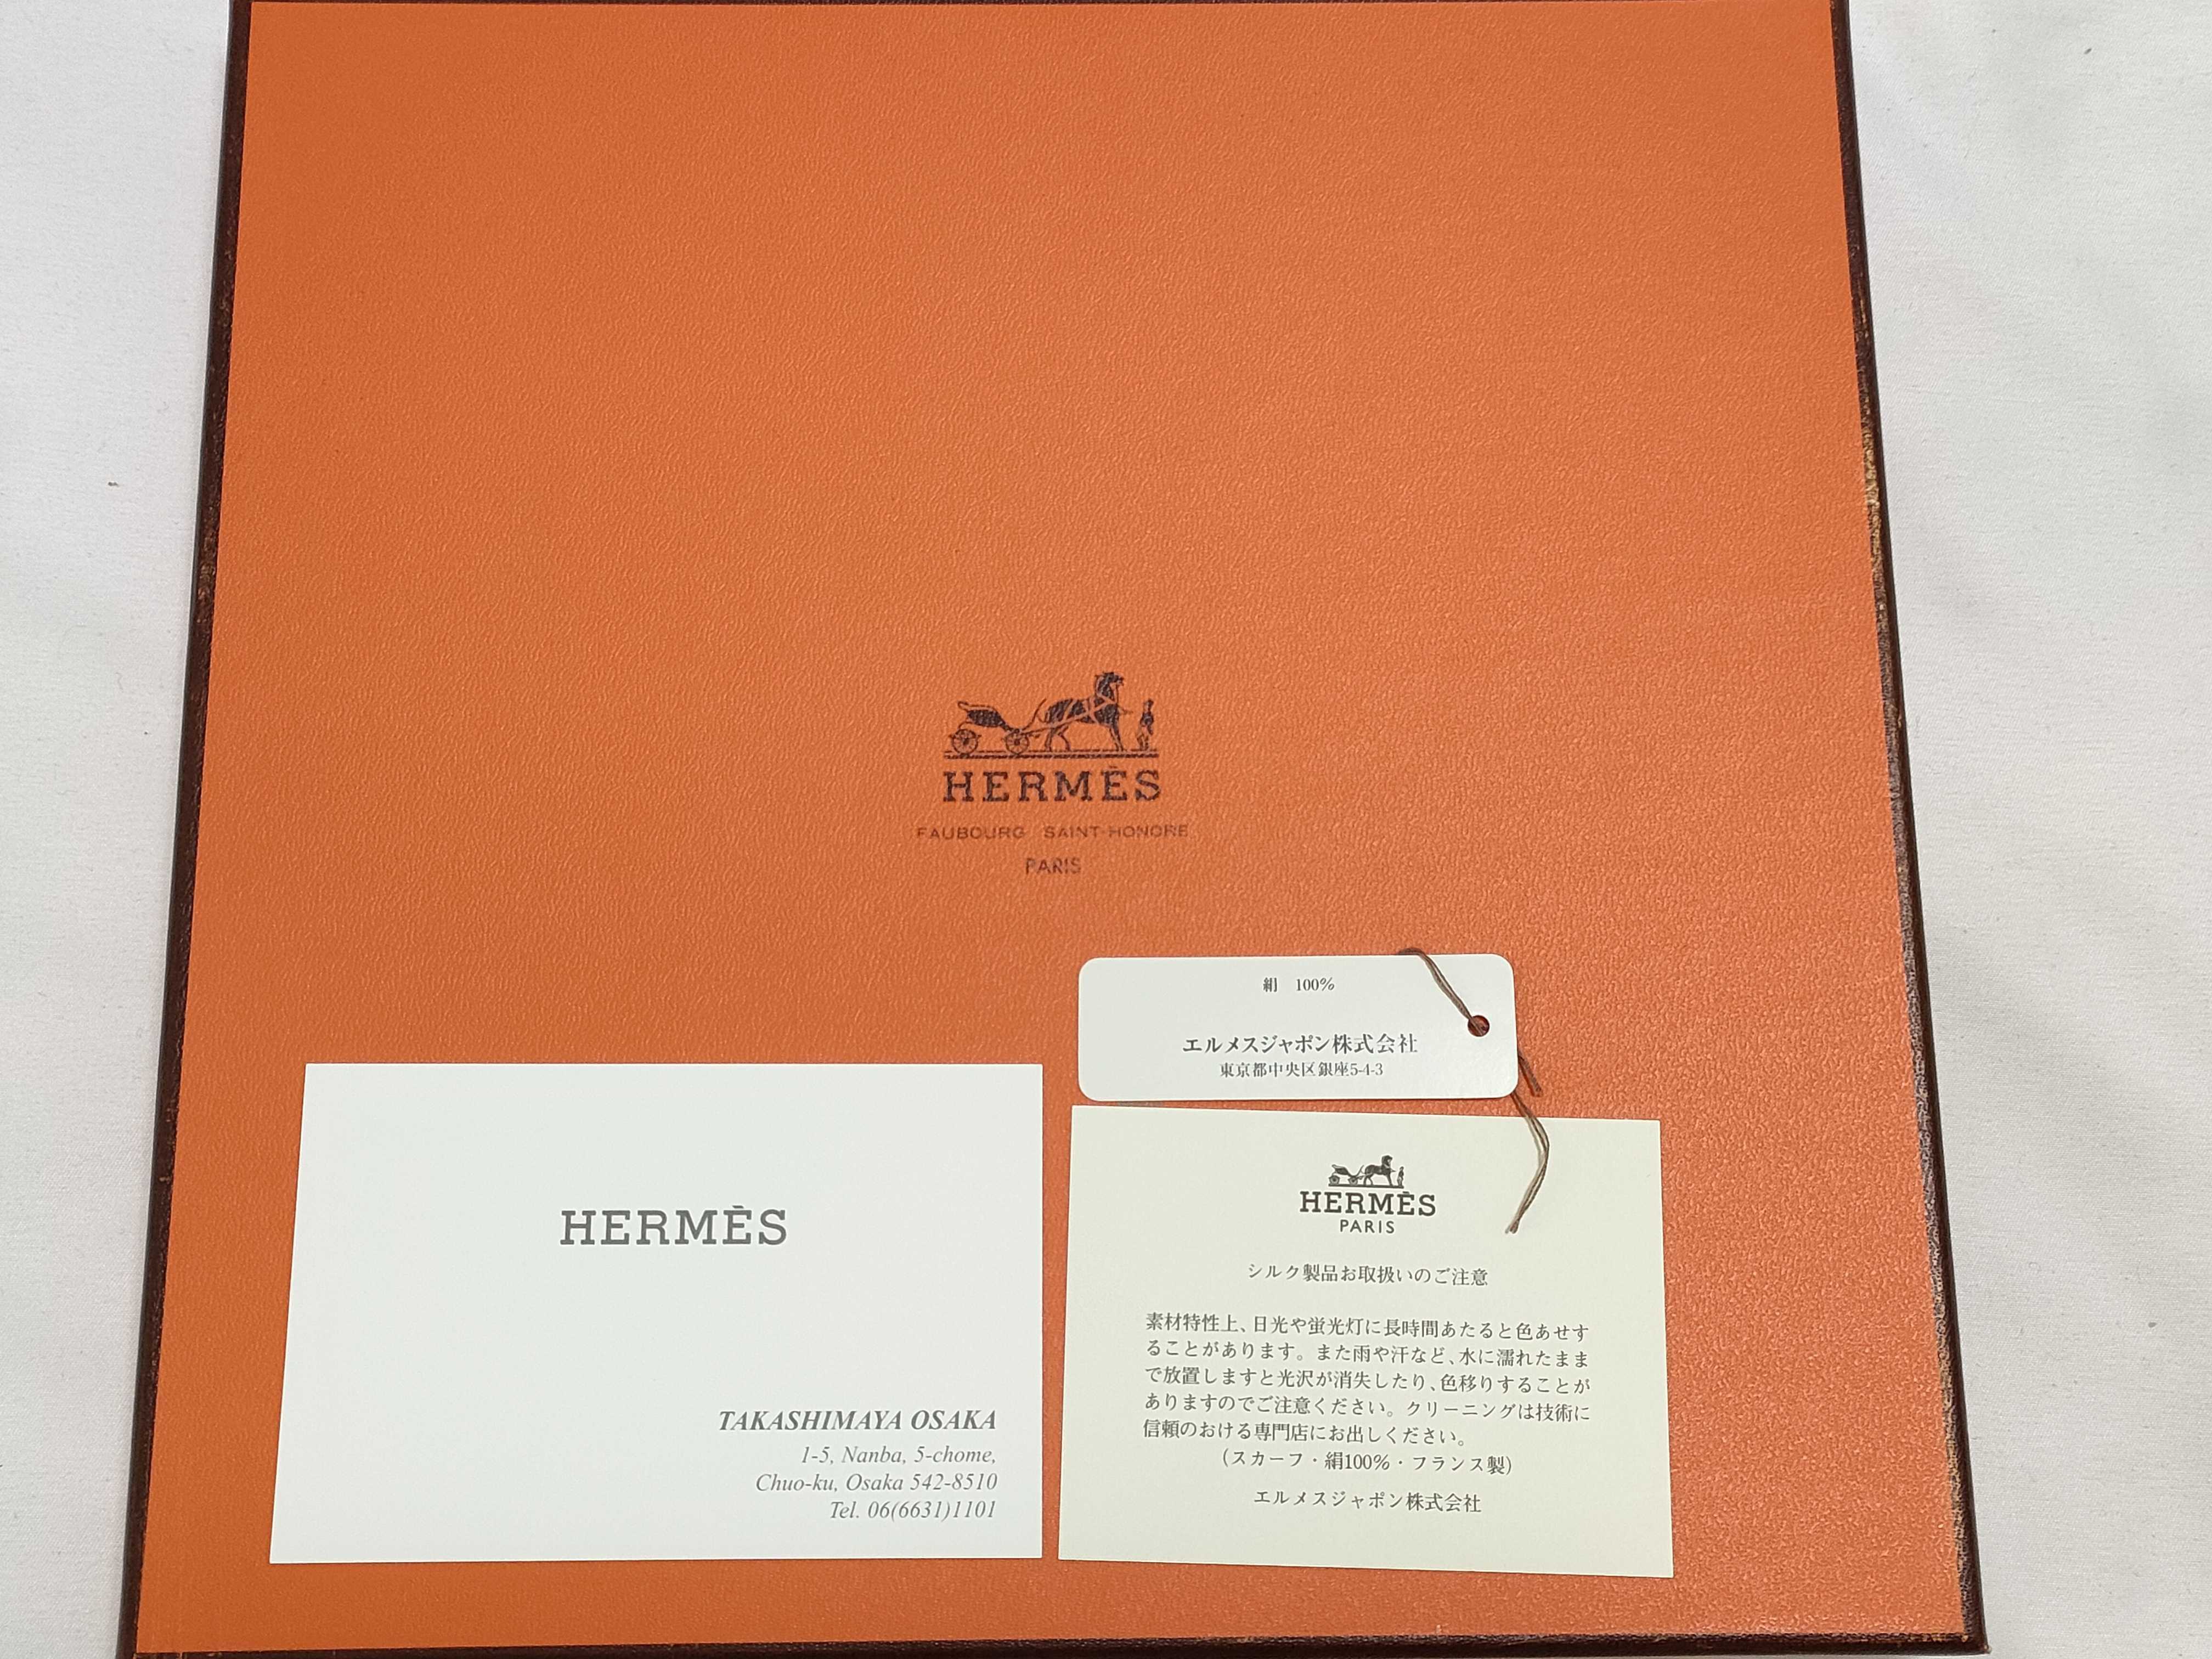 HERMÈS
FAUBOURG SAINT-HONORE
PARIS
絹 100%
エルメスジャポン株式会社
東京都中央区銀座5-4-3
HERMÈS
TAKASHIMAYA OSAKA
1-5, Nanba, 5-chome,
Chuo-ku, Osaka 542-8510
Tel. 06(6631)1101
HERMÈS
PARIS
シルク製品お取扱いのご注意
素材特性上、日光や蛍光灯に長時間あたると色あせす
ることがあります。また雨や汗など、水に濡れたまま
で放置しますと光沢が消失したり、色移りすることが
ありますのでご注意ください。クリーニングは技術に
信頼のおける専門店にお出しください。
(スカーフ・絹100%・フランス製)
エルメスジャポン株式会社